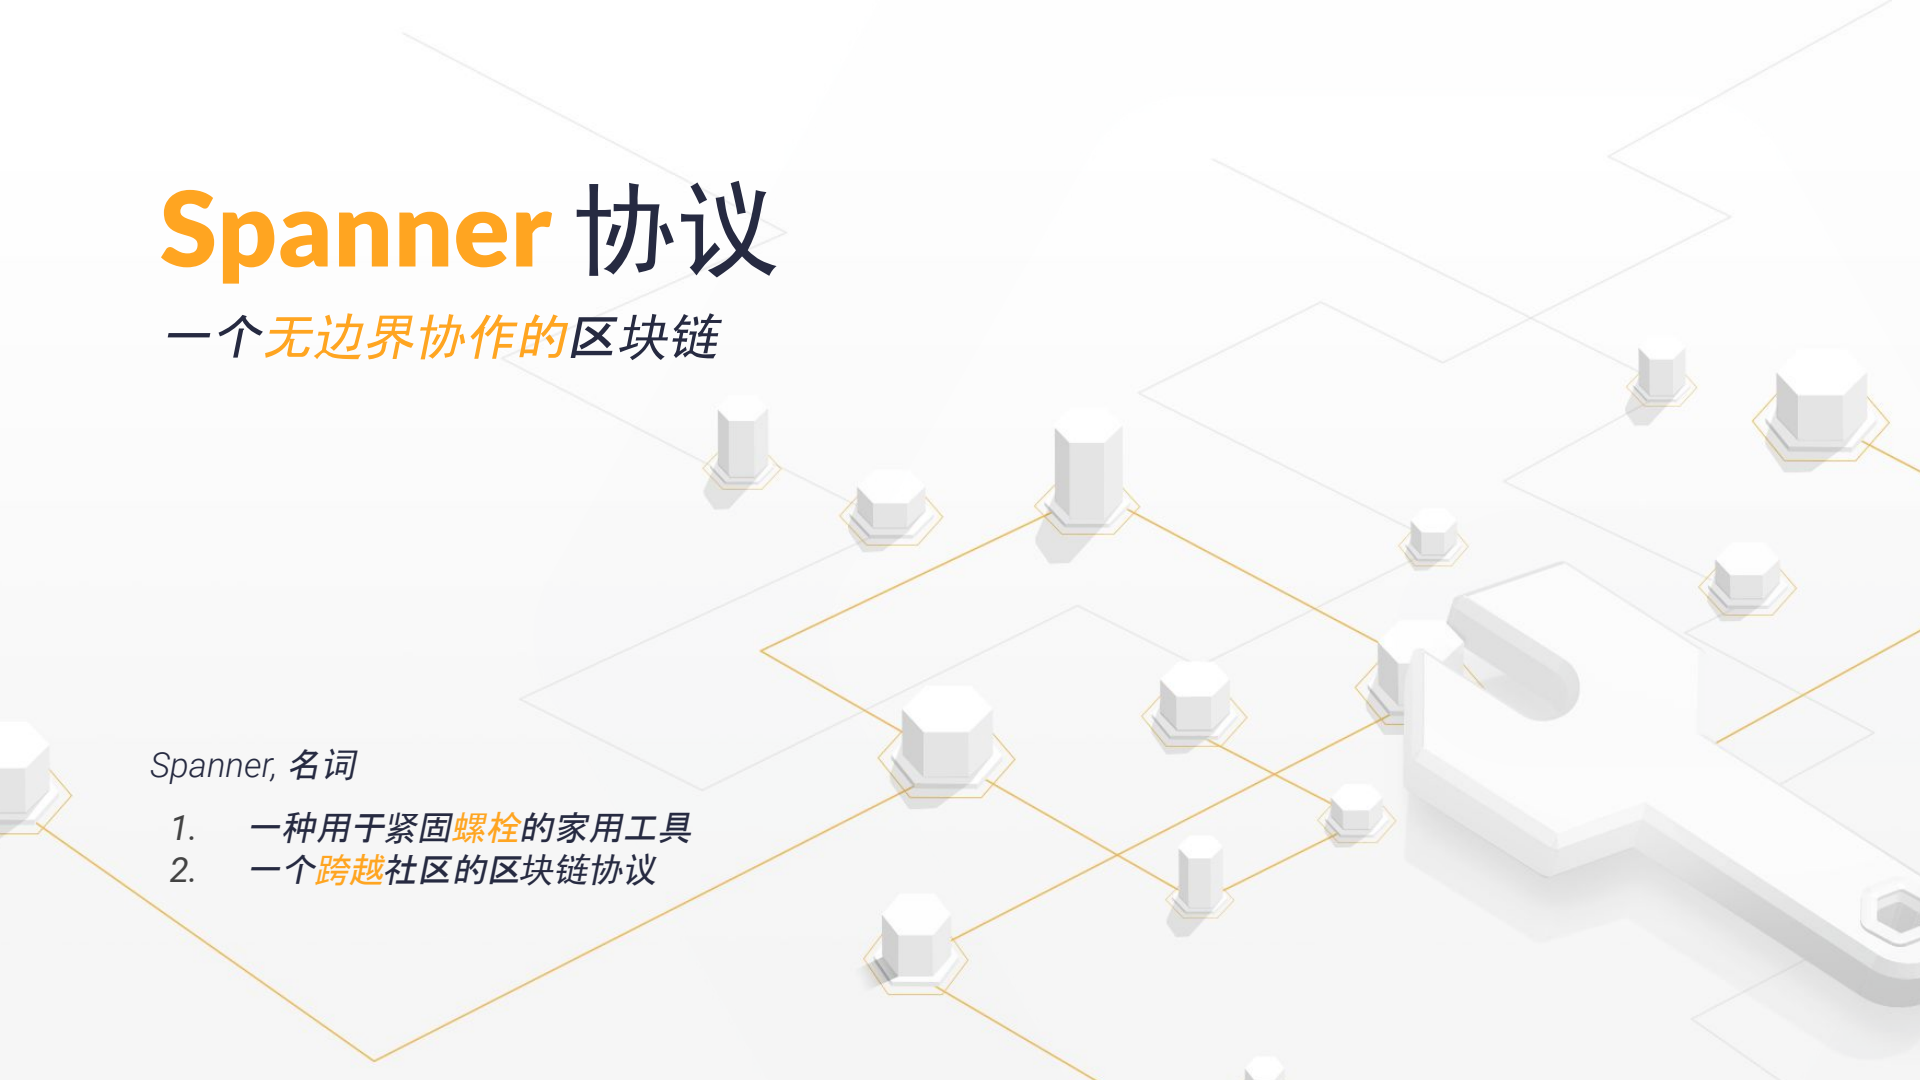 Spanner 协议
一个无边界协作的区块链
Spanner, 名词
1. 一种用于紧固螺栓的家用工具
2. 一个跨越社区的区块链协议